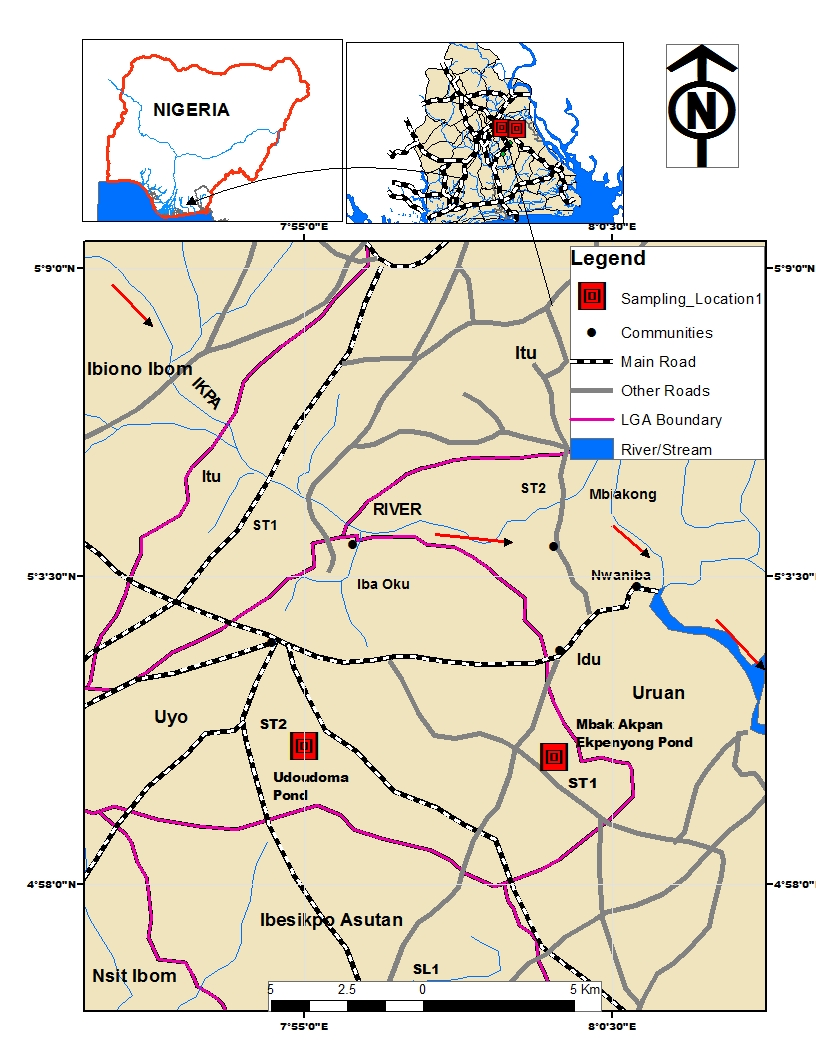 NIGERIA
N
7°55'0"E
8°0'30"E
5°9'0"N
5°9'0"N
Legend
Sampling_Location1
Communities
Main Road
Other Roads
LGA Boundary
River/Stream
Ibiono Ibom
IKPA
Itu
Itu
ST1
RIVER
ST2
Mbiakong
5°3'30"N
5°3'30"N
Iba Oku
Nwaniba
Idu
Uruan
Uyo
ST2
Udoudoma
Pond
Mbak Akpan
Ekpenyong Pond
ST1
4°58'0"N
4°58'0"N
Ibesikpo Asutan
Nsit Ibom
SL1
5 2.5 0 5 Km
7°55'0"E
8°0'30"E